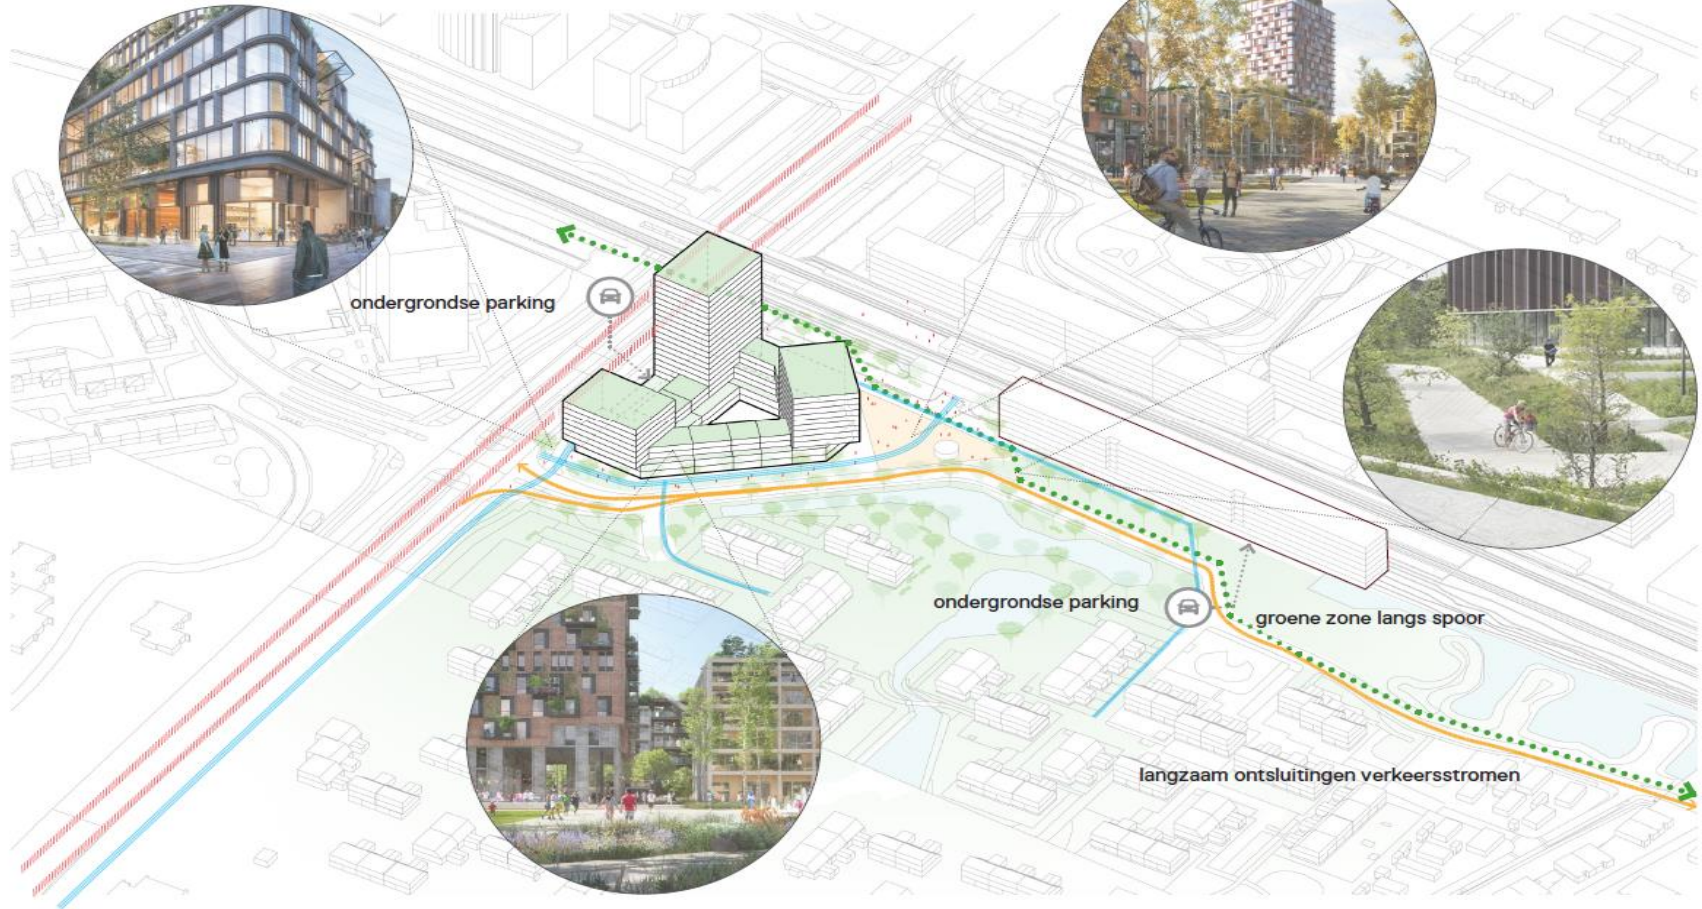 ondergrondse parking
ondergrondse parking
groene zone langs spoor
langzaam ontsluitingen verkeersstromen